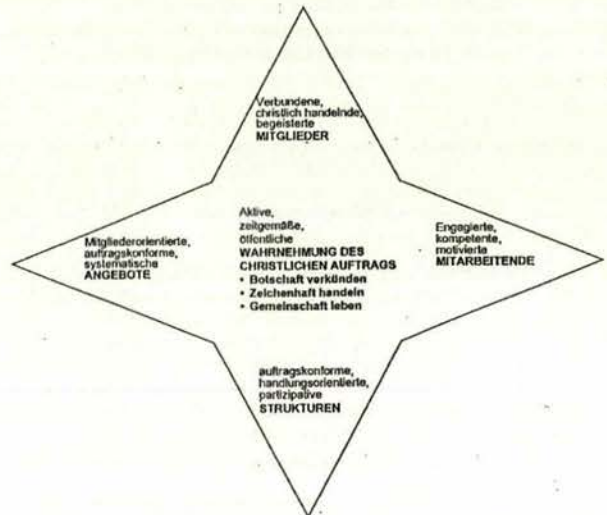 Verbundene,
christlich handelnde,
begeisterte
MITGLIEDER
Mitgliederorientierte,
auftragskonforme,
systematische
ANGEBOTE
Aktive,
zeitgemäße,
öffentliche
WAHRNEHMUNG DES
CHRISTLICHEN AUFTRAGS
• Botschaft verkünden
• Zeichenhaft handeln
• Gemeinschaft leben
Engagierte,
kompetente,
motivierte
MITARBEITENDE
auftragskonforme,
handlungsorientierte,
partizipative
STRUKTUREN